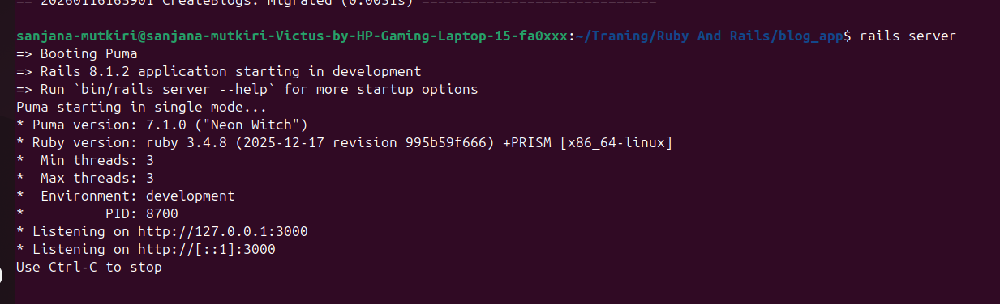 == 20260116163901 CreateBlogs: Migrated (0.0031s) =============================
sanjana-mutkiri@sanjana-mutkiri-Victus-by-HP-Gaming-Laptop-15-fa0xxx:~/Traning/Ruby And Rails/blog_app$ rails server
=> Booting Puma
=> Rails 8.1.2 application starting in development
=> Run `bin/rails server --help` for more startup options
Puma starting in single mode...
* Puma version: 7.1.0 ("Neon Witch")
* Ruby version: ruby 3.4.8 (2025-12-17 revision 995b59f666) +PRISM [x86_64-linux]
*  Min threads: 3
*  Max threads: 3
*  Environment: development
*          PID: 8700
* Listening on http://127.0.0.1:3000
* Listening on http://[::1]:3000
Use Ctrl-C to stop